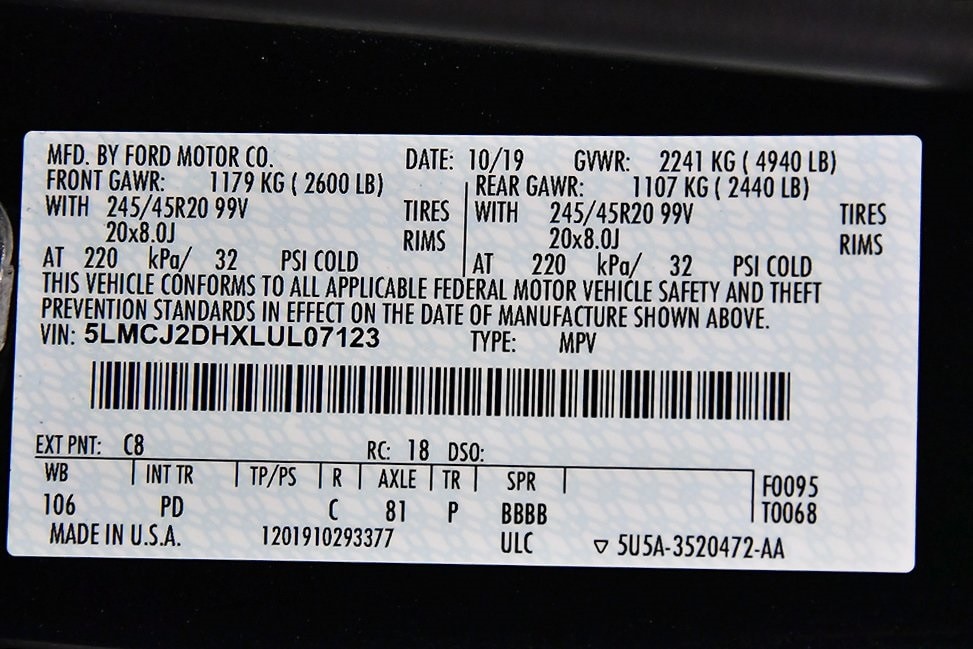 MFD. BY FORD MOTOR CO. DATE: 10/19 GVWR: 2241 KG ( 4940 LB)
FRONT GAWR: 1179 KG ( 2600 LB) REAR GAWR: 1107 KG ( 2440 LB)
WITH 245/45R20 99V TIRES WITH 245/45R20 99V TIRES
20x8.0J RIMS 20x8.0J RIMS
AT 220 kPa/ 32 PSI COLD AT 220 kPa/ 32 PSI COLD
THIS VEHICLE CONFORMS TO ALL APPLICABLE FEDERAL MOTOR VEHICLE SAFETY AND THEFT
PREVENTION STANDARDS IN EFFECT ON THE DATE OF MANUFACTURE SHOWN ABOVE.
VIN: 5LMCJ2DHXLUL07123 TYPE: MPV
EXT PNT: C8 RC: 18 DSO:
WB INT TR TP/PS R AXLE TR SPR F0095
106 PD C 81 P BBBB T0068
MADE IN U.S.A. 1201910293377 ULC ▽ 5U5A-3520472-AA